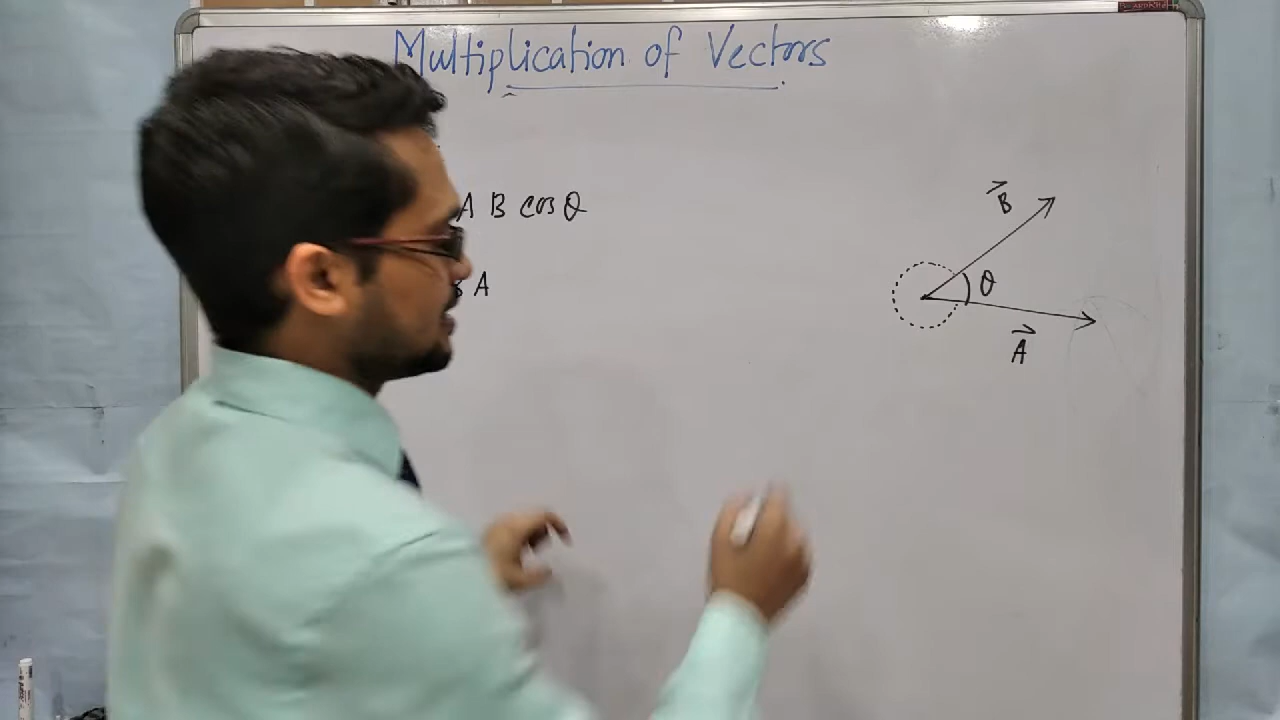 Multiplication of Vectors
A B cos θ
A
B
θ
A